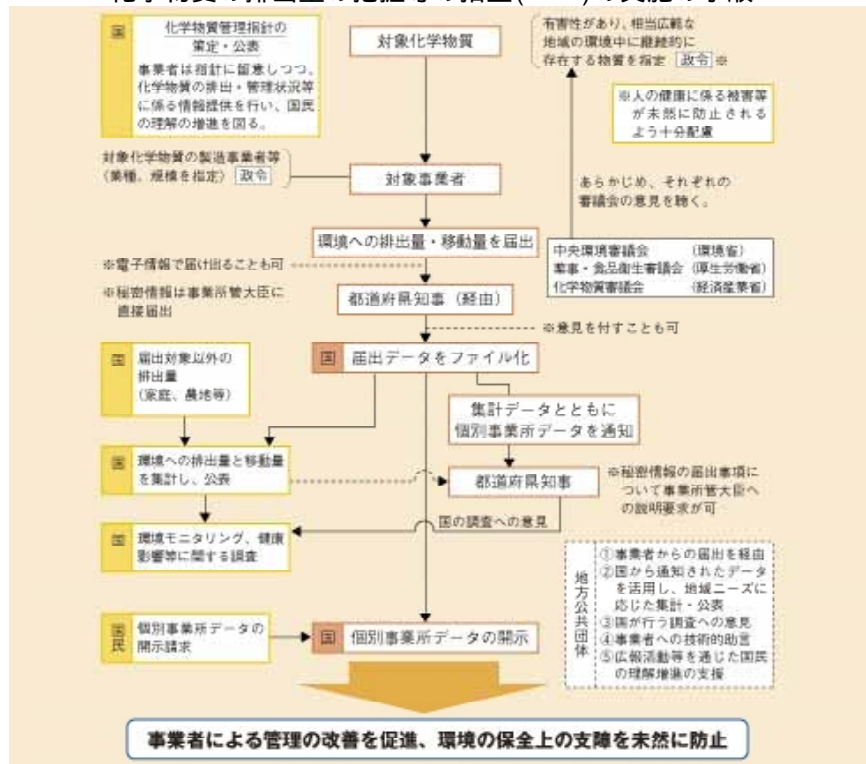 国
化学物質管理指針の
策定・公表
事業者は指針に留意しつつ、
化学物質の排出・管理状況等
に係る情報提供を行い、国民
の理解の増進を図る。
対象化学物質
有害性があり、相当広範な
地域の環境中に継続的に
存在する物質を指定 政令 ※
※人の健康に係る被害等
が未然に防止される
よう十分配慮
対象化学物質の製造事業者等
(業種、規模を指定) 政令
対象事業者
あらかじめ、それぞれの
審議会の意見を聴く。
環境への排出量・移動量を届出
中央環境審議会 (環境省)
薬事・食品衛生審議会 (厚生労働省)
化学物質審議会 (経済産業省)
※電子情報で届け出ることも可
※秘密情報は事業所管大臣に
直接届出
都道府県知事 (経由)
※意見を付すことも可
国 届出データをファイル化
国 届出対象以外の
排出量
(家庭、農地等)
集計データとともに
個別事業所データを通知
国 環境への排出量と移動量
を集計し、公表
都道府県知事
※秘密情報の届出事項に
ついて事業所管大臣へ
の説明要求が可
国の調査への意見
国 環境モニタリング、健康
影響等に関する調査
地方公共団体
①事業者からの届出を経由
②国から通知されたデータ
を活用し、地域ニーズに
応じた集計・公表
③国が行う調査への意見
④事業者への技術的助言
⑤広報活動等を通じた国民
の理解増進の支援
国民 個別事業所データの
開示請求
国 個別事業所データの開示
事業者による管理の改善を促進、環境の保全上の支障を未然に防止